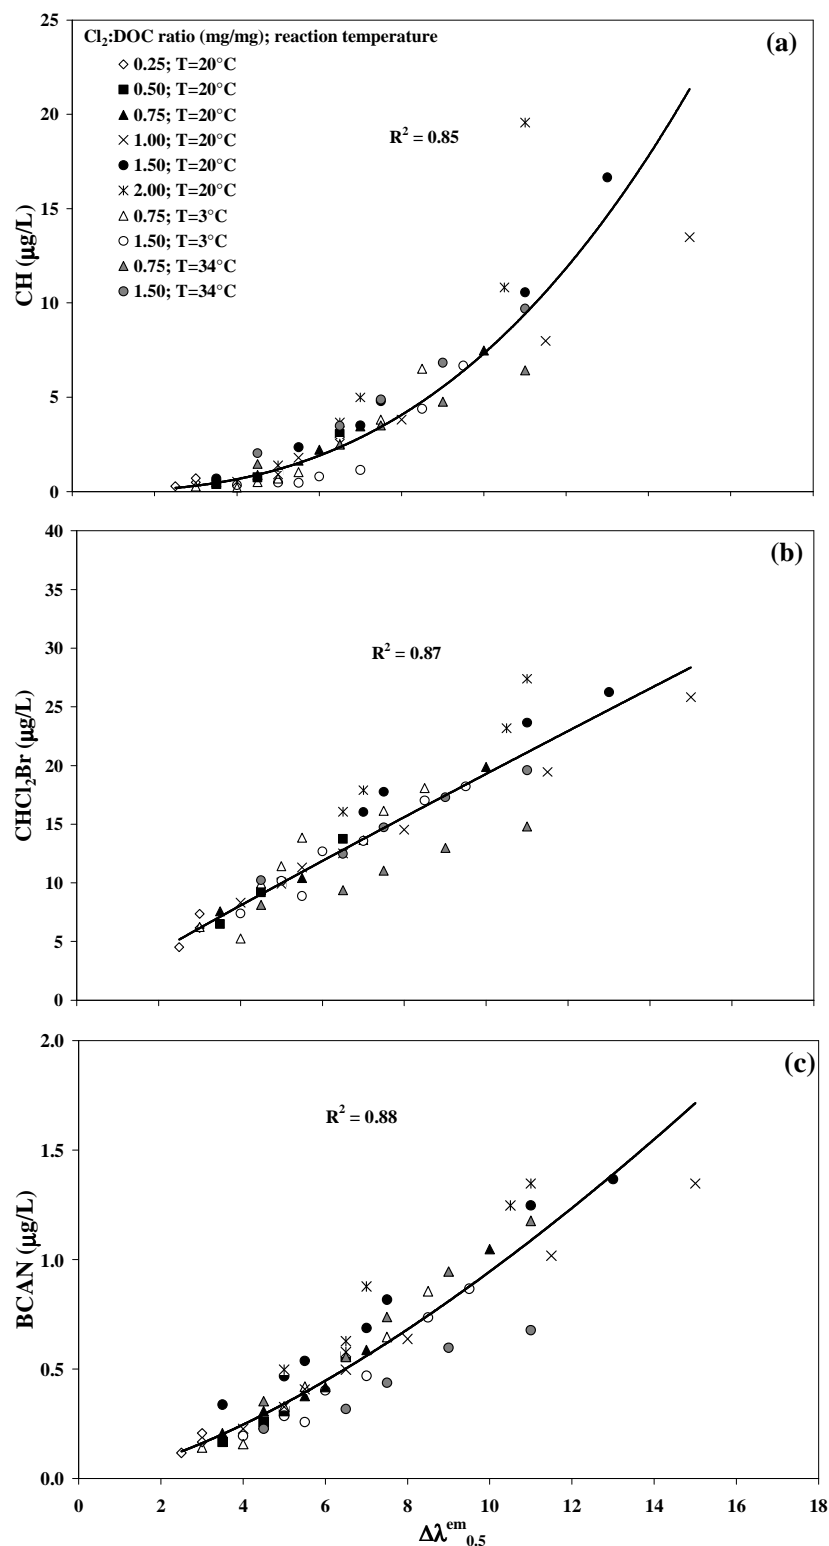 25
20
15
10
5
0
CH (µg/L)
(a)
Cl₂:DOC ratio (mg/mg); reaction temperature
0.25; T=20°C
0.50; T=20°C
0.75; T=20°C
1.00; T=20°C
1.50; T=20°C
2.00; T=20°C
0.75; T=3°C
1.50; T=3°C
0.75; T=34°C
1.50; T=34°C
R² = 0.85
40
35
30
25
20
15
10
5
0
CHCl₂Br (µg/L)
(b)
R² = 0.87
2.0
1.5
1.0
0.5
0.0
BCAN (µg/L)
(c)
R² = 0.88
0 2 4 6 8 10 12 14 16 18
Δλᵉᵐ₀.₅